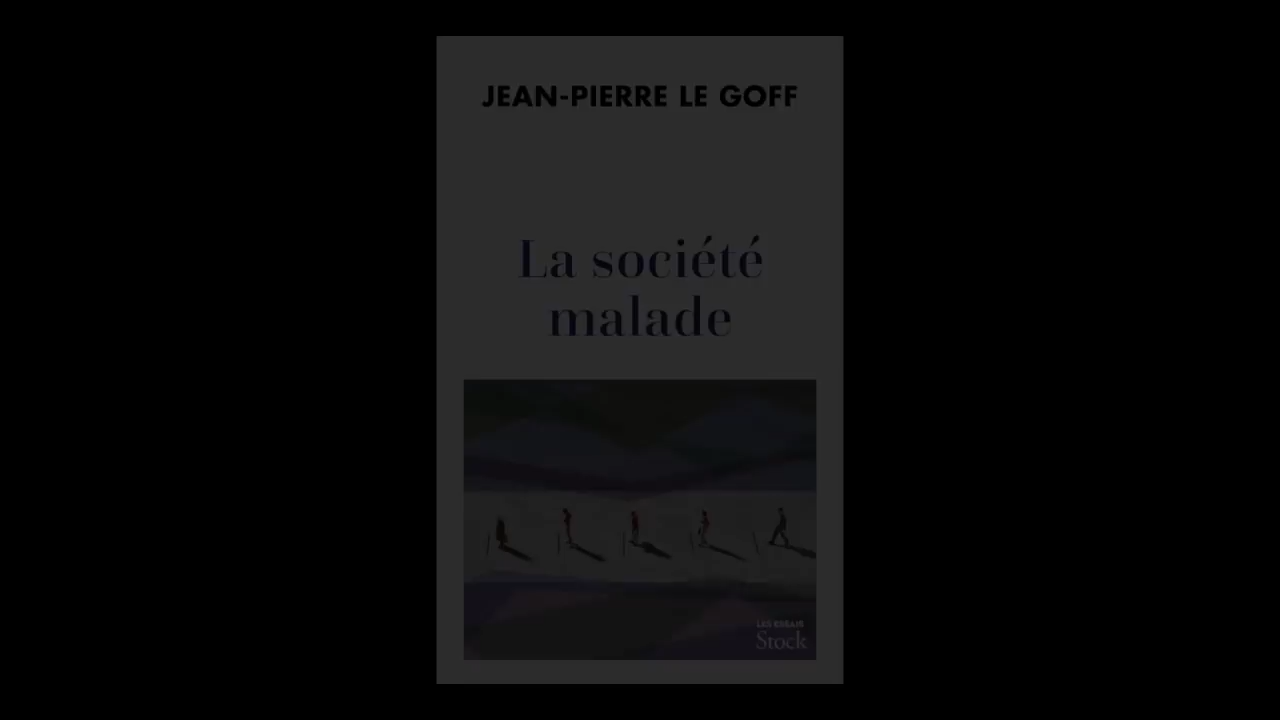 JEAN-PIERRE LE GOFF
La société
malade
LES ESSAIS
Stock